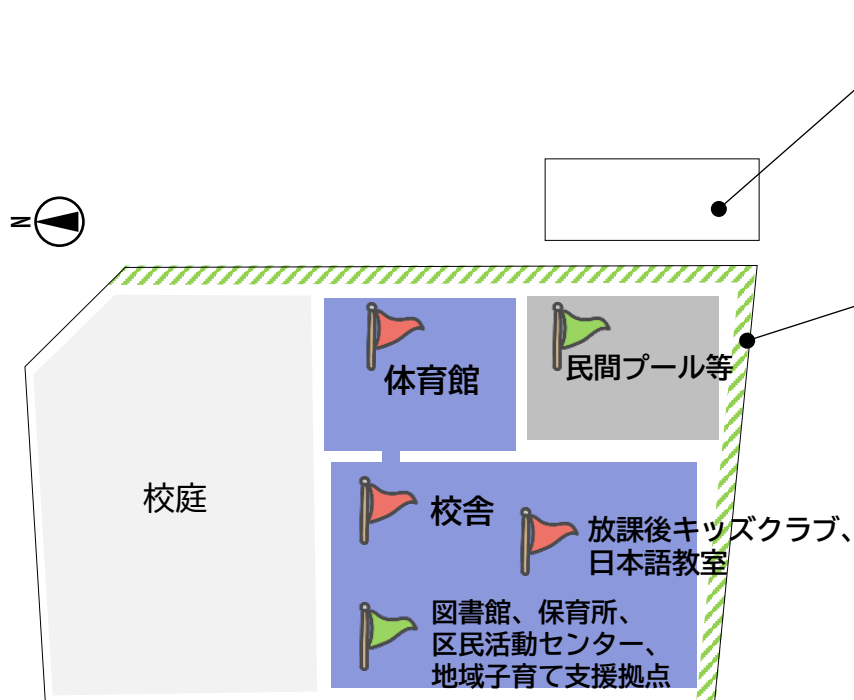 N
体育館
民間プール等
校庭
校舎
放課後キッズクラブ、
日本語教室
図書館、保育所、
区民活動センター、
地域子育て支援拠点